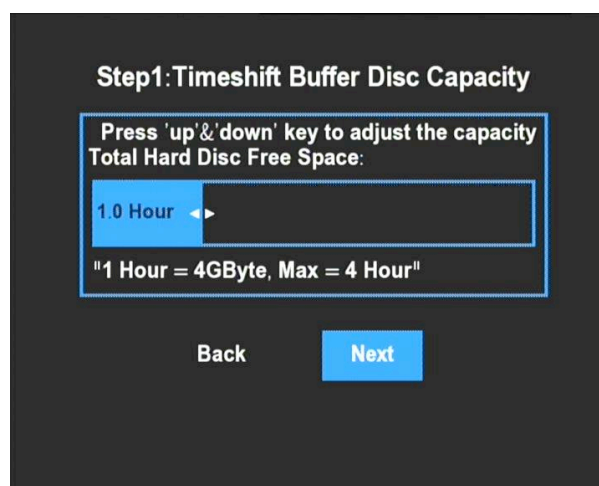 Step1:Timeshift Buffer Disc Capacity
Press 'up'&'down' key to adjust the capacity
Total Hard Disc Free Space:
1.0 Hour
"1 Hour = 4GByte, Max = 4 Hour"
Back Next